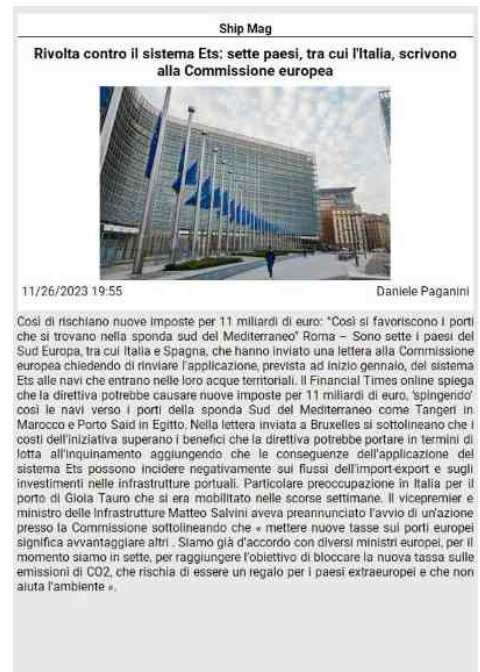 Ship Mag
Rivolta contro il sistema Ets: sette paesi, tra cui l'Italia, scrivono
alla Commissione europea
11/26/2023 19:55
Daniele Paganini
Così di rischiano nuove imposte per 11 miliardi di euro: "Così si favoriscono i porti
che si trovano nella sponda sud del Mediterraneo" Roma – Sono sette i paesi del
Sud Europa, tra cui Italia e Spagna, che hanno inviato una lettera alla Commissione
europea chiedendo di rinviare l'applicazione, prevista ad inizio gennaio, del sistema
Ets alle navi che entrano nelle loro acque territoriali. Il Financial Times online spiega
che la direttiva potrebbe causare nuove imposte per 11 miliardi di euro, 'spingendo'
così le navi verso i porti della sponda Sud del Mediterraneo come Tangeri in
Marocco e Porto Said in Egitto. Nella lettera inviata a Bruxelles si sottolineano che i
costi dell'iniziativa superano i benefici che la direttiva potrebbe portare in termini di
lotta all'inquinamento aggiungendo che le conseguenze dell'applicazione del
sistema Ets possono incidere negativamente sui flussi dell'import-export e sugli
investimenti nelle infrastrutture portuali. Particolare preoccupazione in Italia per il
porto di Gioia Tauro che si era mobilitato nelle scorse settimane. Il vicepremier e
ministro delle Infrastrutture Matteo Salvini aveva preannunciato l'avvio di un'azione
presso la Commissione sottolineando che « mettere nuove tasse sui porti europei
significa avvantaggiare altri . Siamo già d'accordo con diversi ministri europei, per il
momento siamo in sette, per raggiungere l'obiettivo di bloccare la nuova tassa sulle
emissioni di CO2, che rischia di essere un regalo per i paesi extraeuropei e che non
aiuta l'ambiente ».